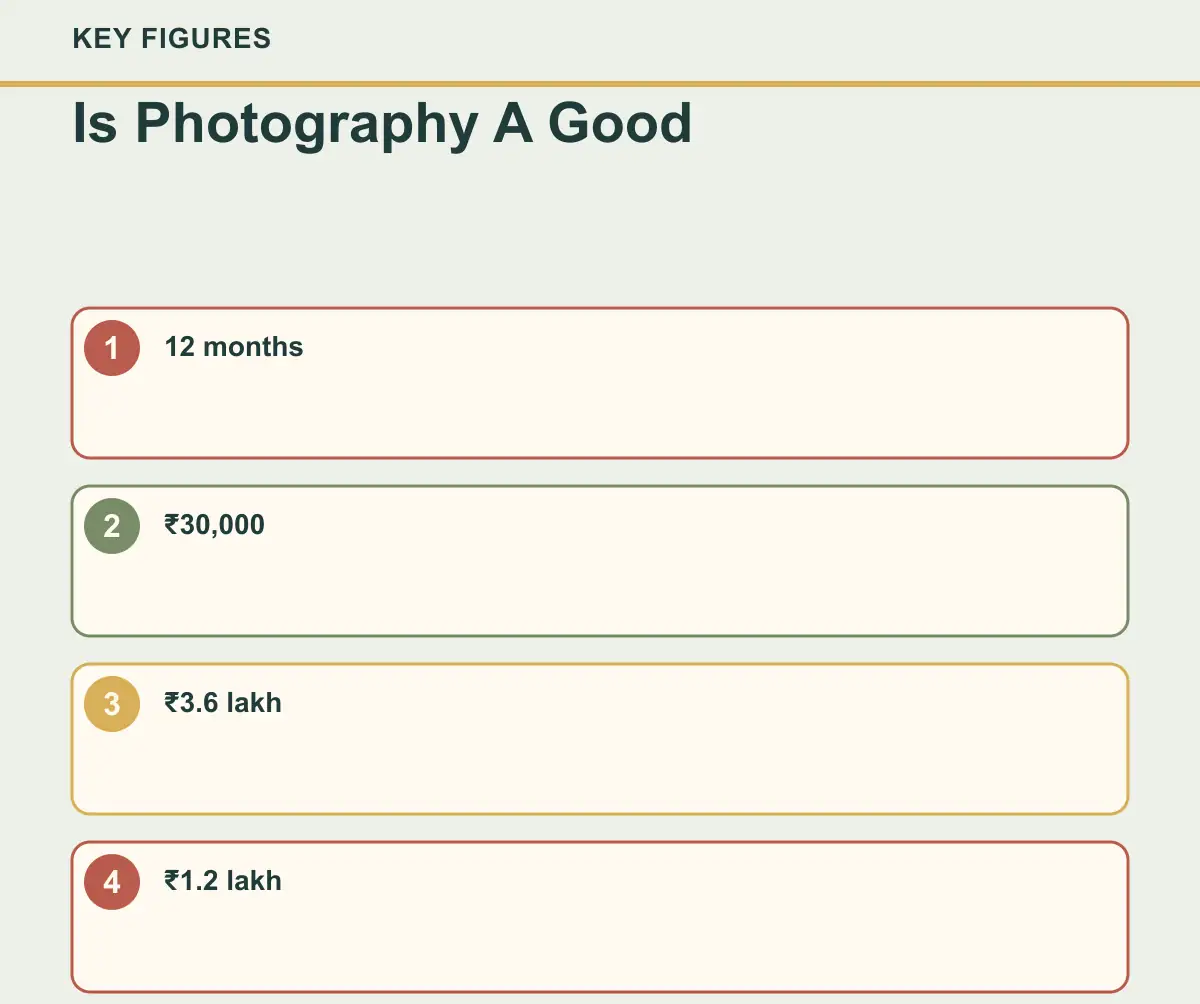 KEY FIGURES
Is Photography A Good
1 12 months
2 ₹30,000
3 ₹3.6 lakh
4 ₹1.2 lakh